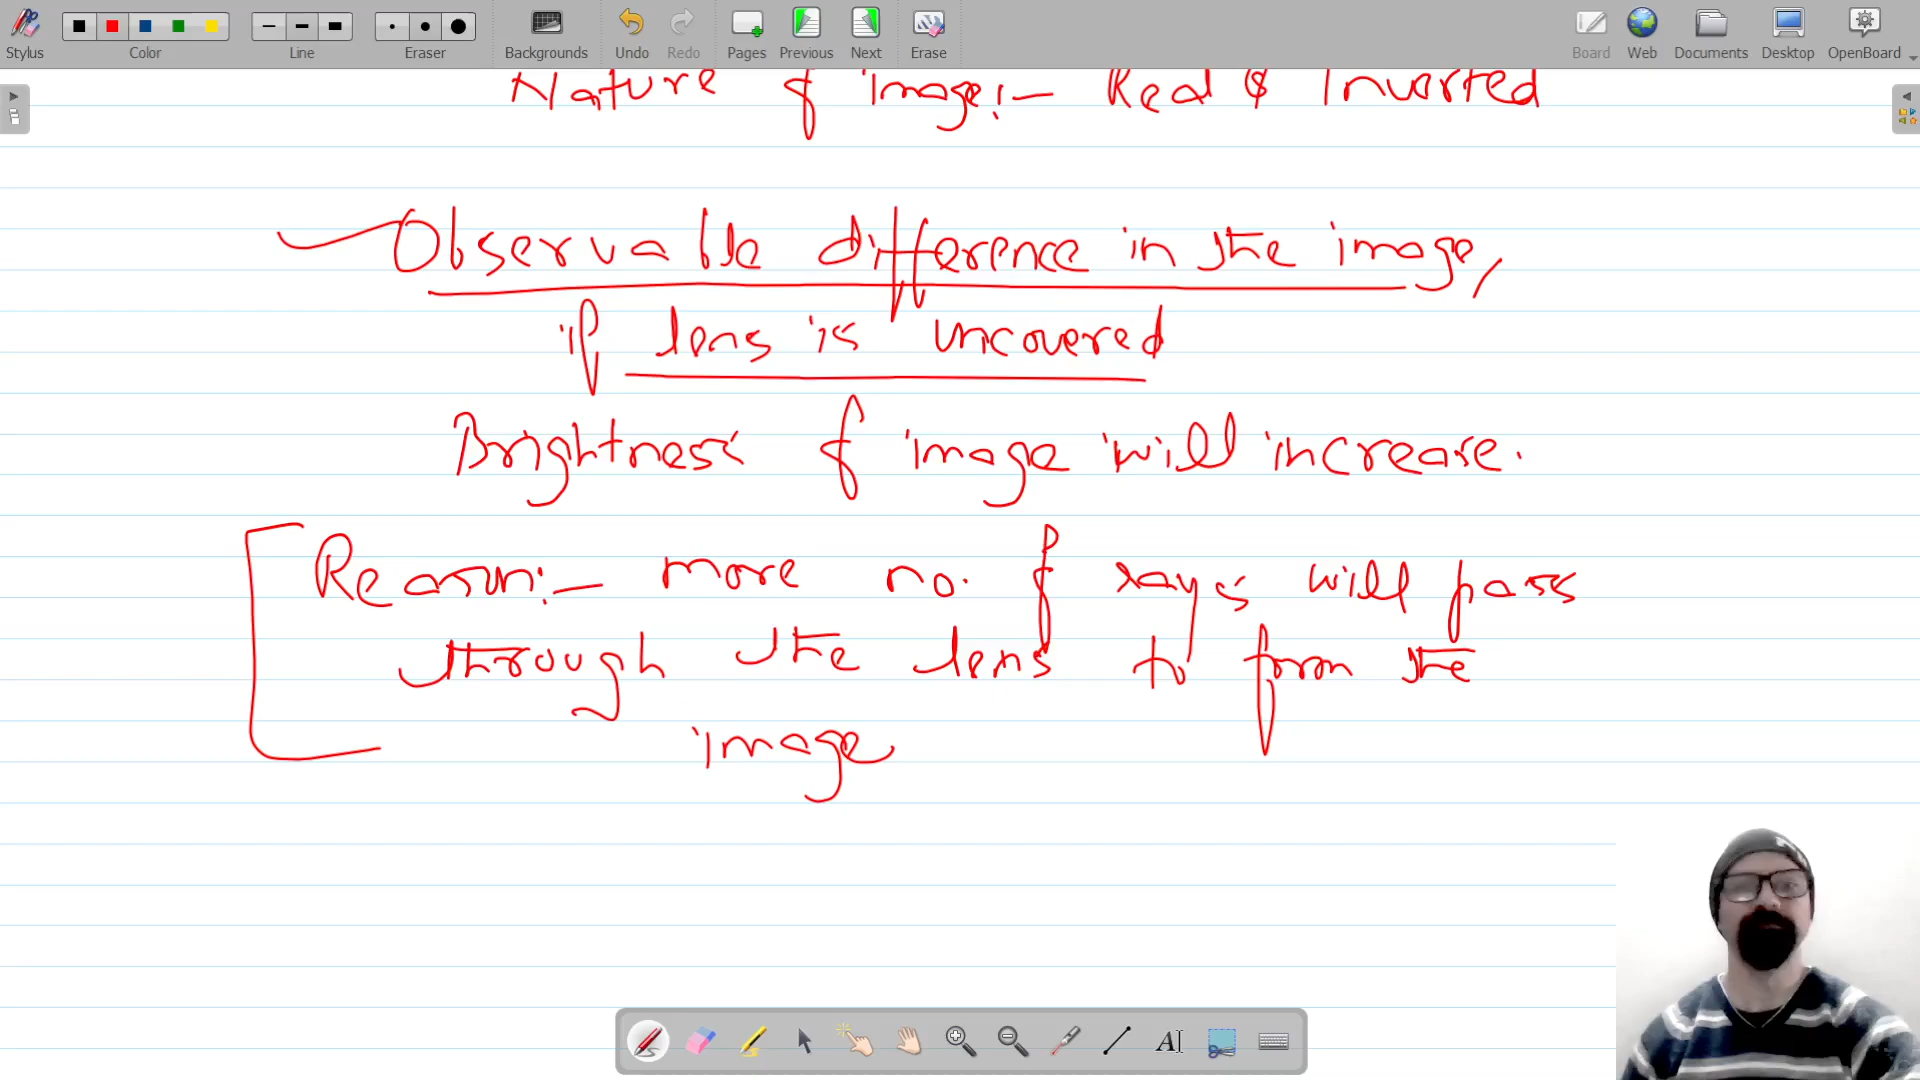 Stylus Color Line Eraser Backgrounds Undo Redo Pages Previous Next Erase Board Web Documents Desktop OpenBoard
Nature of image:- Real & Inverted
Observable difference in the image,
if lens is uncovered
Brightness of image will increase.
Reason:- more no. of rays will pass
through the lens to form the
image